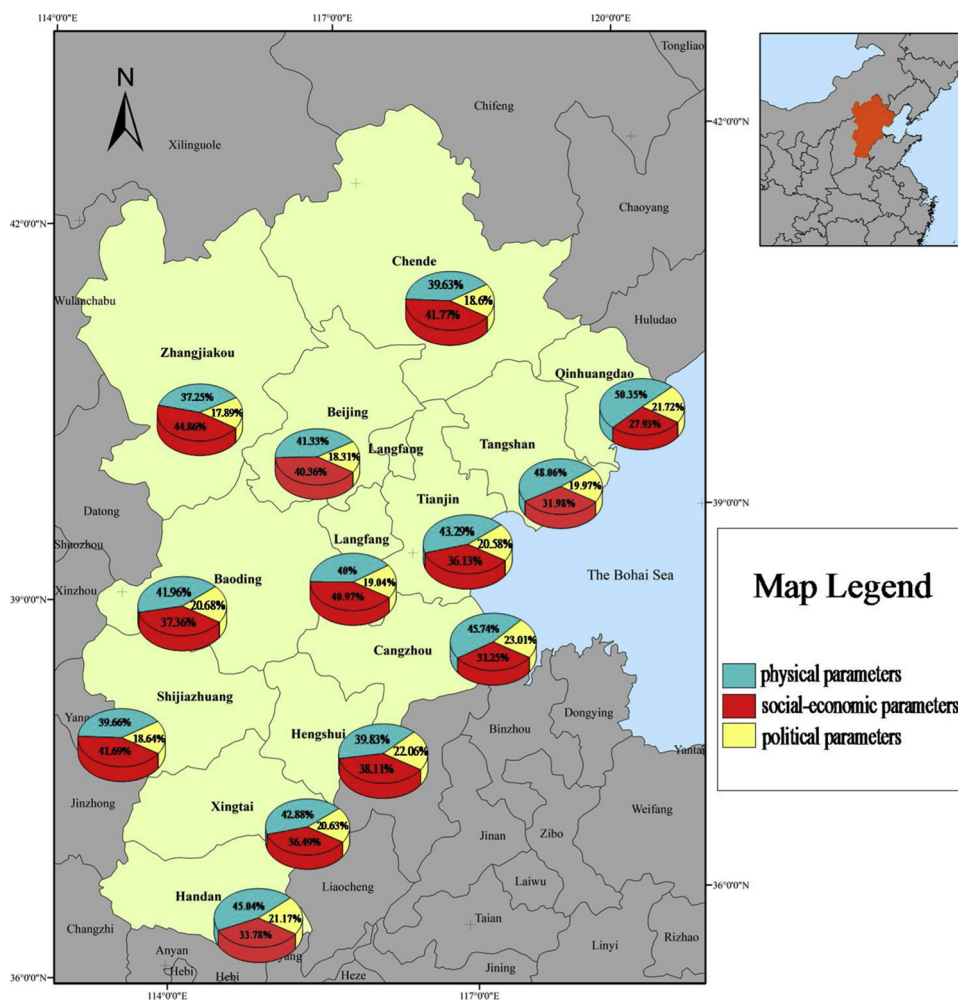 114°0'0"E
117°0'0"E
120°0'0"E
Tongliao
N
Chifeng
42°0'0"N
Xilinguole
Chaoyang
42°0'0"N
Chende
39.63%
18.6%
41.77%
Wulanchabu
Huludao
Zhangjiakou
37.25%
17.89%
44.86%
Qinhuangdao
50.35%
21.72%
27.93%
Beijing
41.33%
18.31%
40.36%
Langfang
Tangshan
48.06%
19.97%
31.98%
39°0'0"N
Datong
Tianjin
43.29%
20.58%
36.13%
Shuozhou
Langfang
40%
19.04%
40.97%
The Bohai Sea
Xinzhou
Baoding
41.96%
20.68%
37.36%
39°0'0"N
Cangzhou
45.74%
23.01%
31.25%
Map Legend
physical parameters
social-economic parameters
political parameters
Shijiazhuang
39.66%
18.64%
41.69%
Yang
Hengshui
39.83%
22.06%
38.11%
Dongying
Binzhou
Yantai
Jinzhong
Xingtai
42.88%
20.63%
36.49%
Weifang
Jinan
Zibo
Handan
45.04%
21.17%
33.78%
Liaocheng
Laiwu
36°0'0"N
Changzhi
Taian
Anyan
yang
Linyi
Rizhao
Hebi
Hebi
Heze
Jining
36°0'0"N
114°0'0"E
117°0'0"E